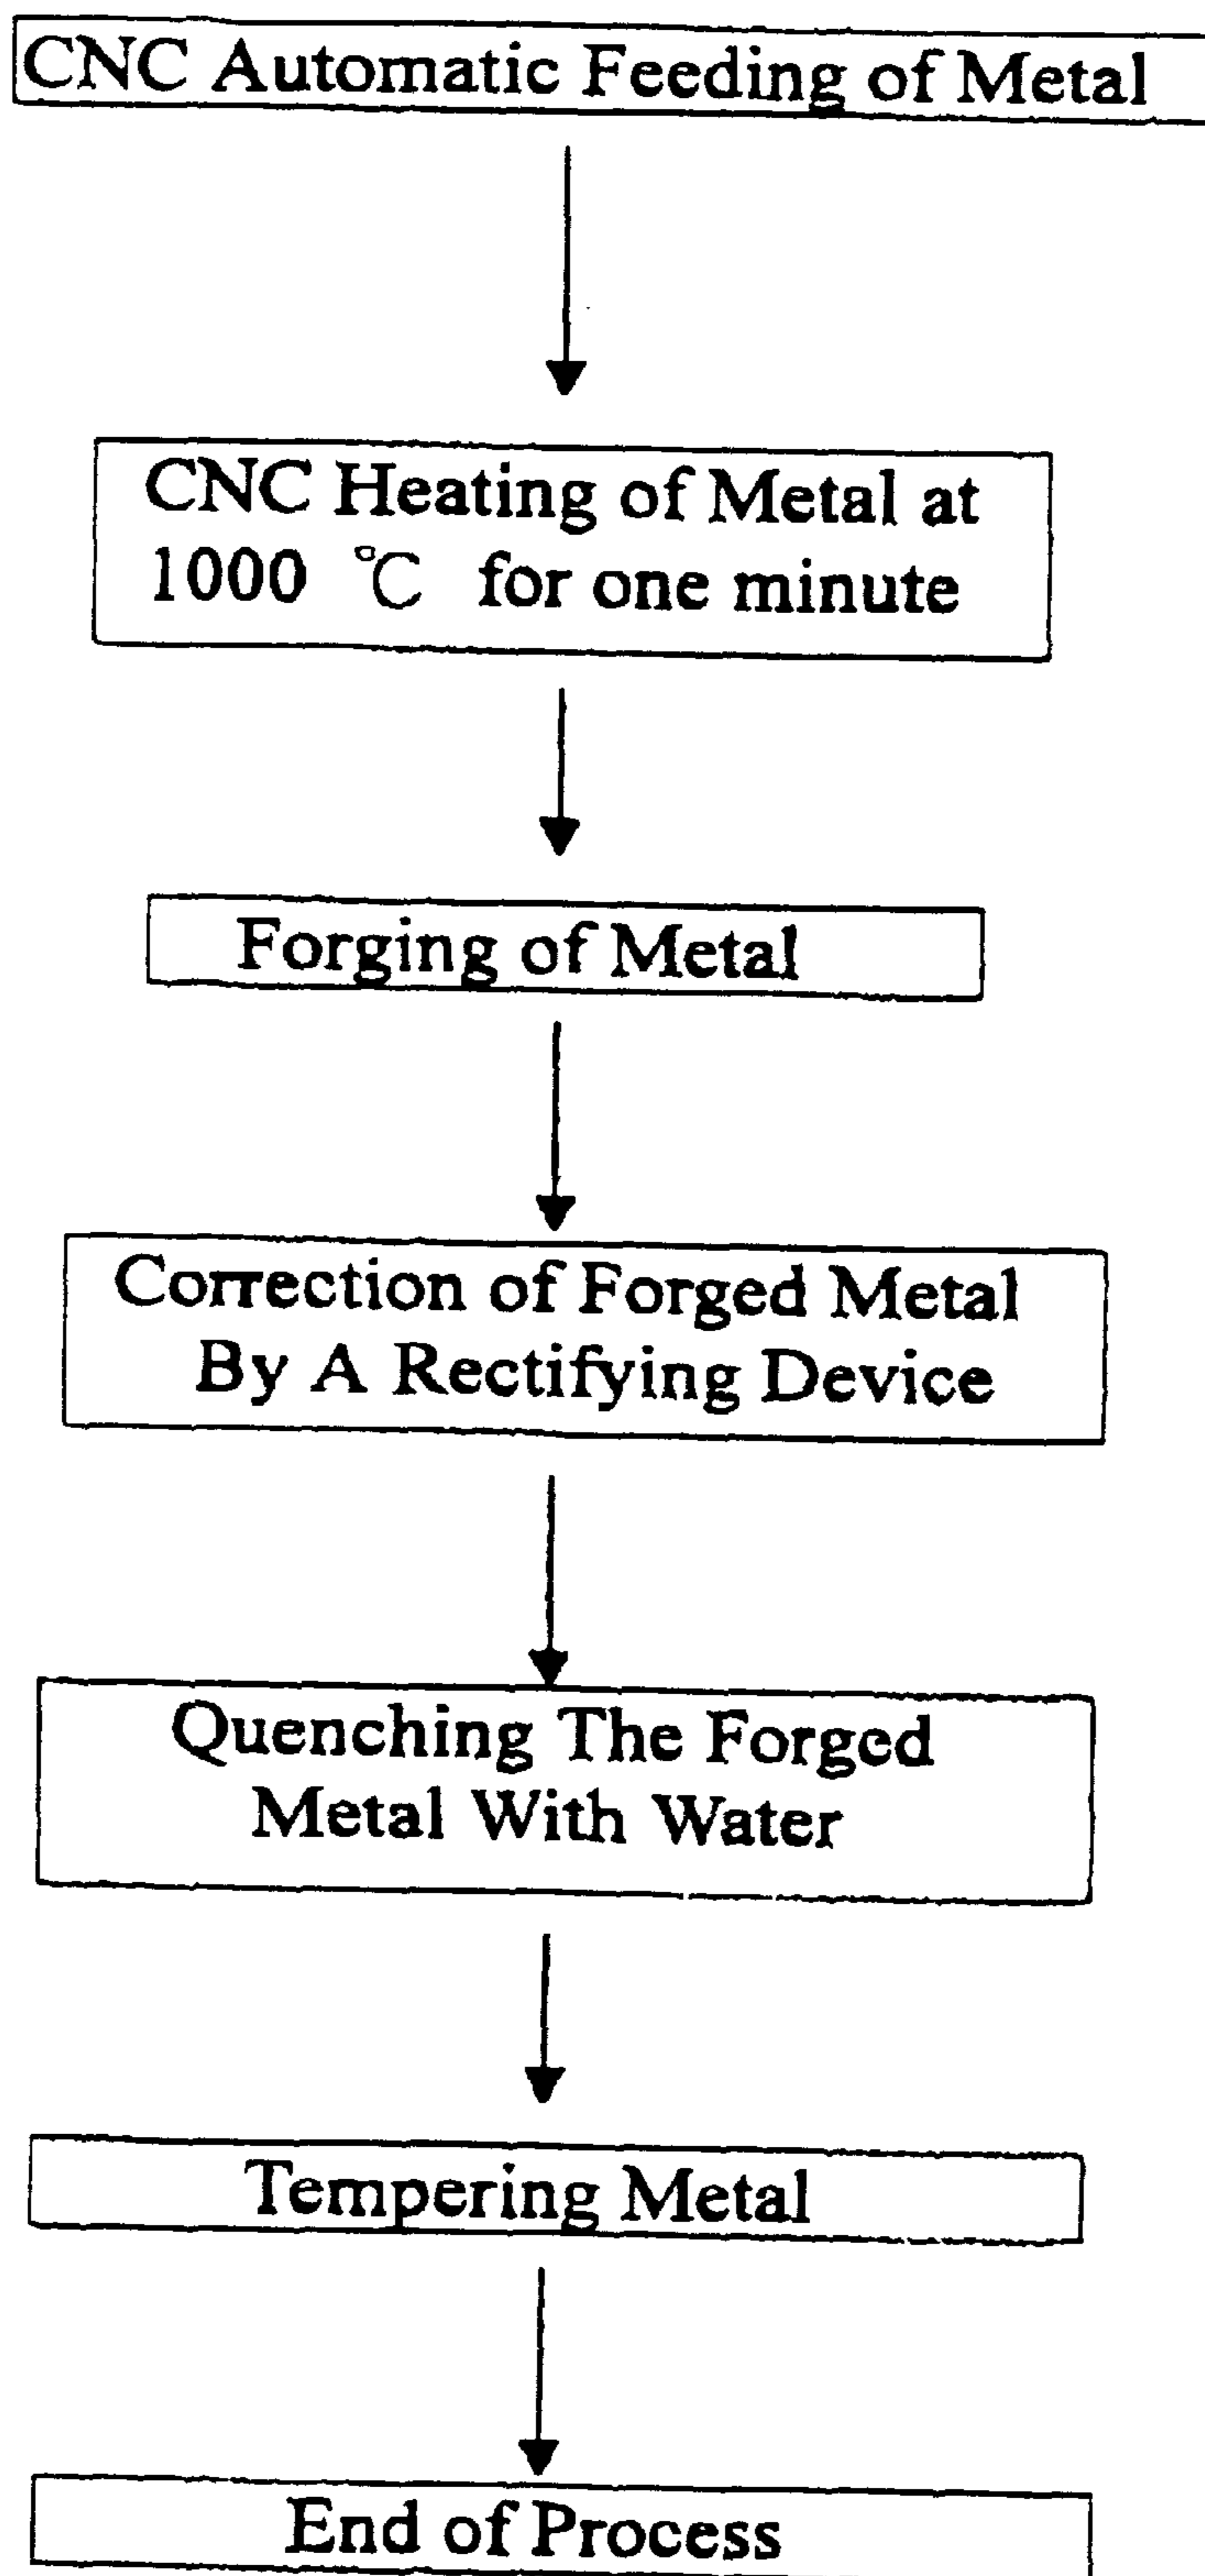 CNC Automatic Feeding of Metal
CNC Heating of Metal at
1000 ℃ for one minute
Forging of Metal
Correction of Forged Metal
By A Rectifying Device
Quenching The Forged
Metal With Water
Tempering Metal
End of Process